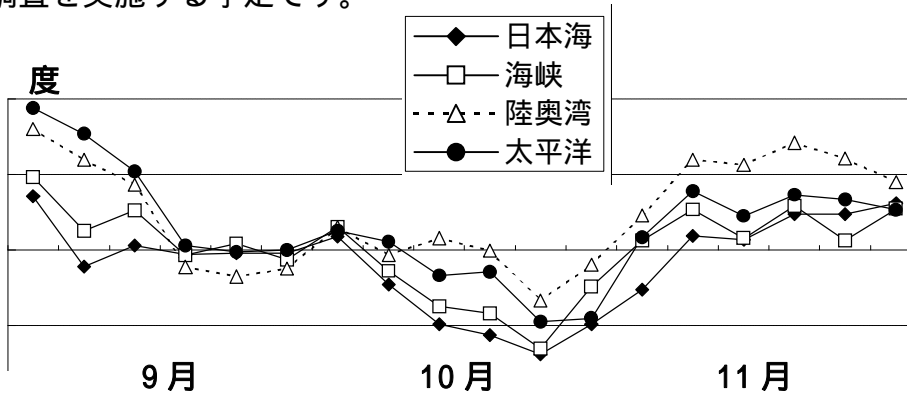 調査を実施する予定です。
度
日本海
海峡
陸奥湾
太平洋
9月
10月
11月